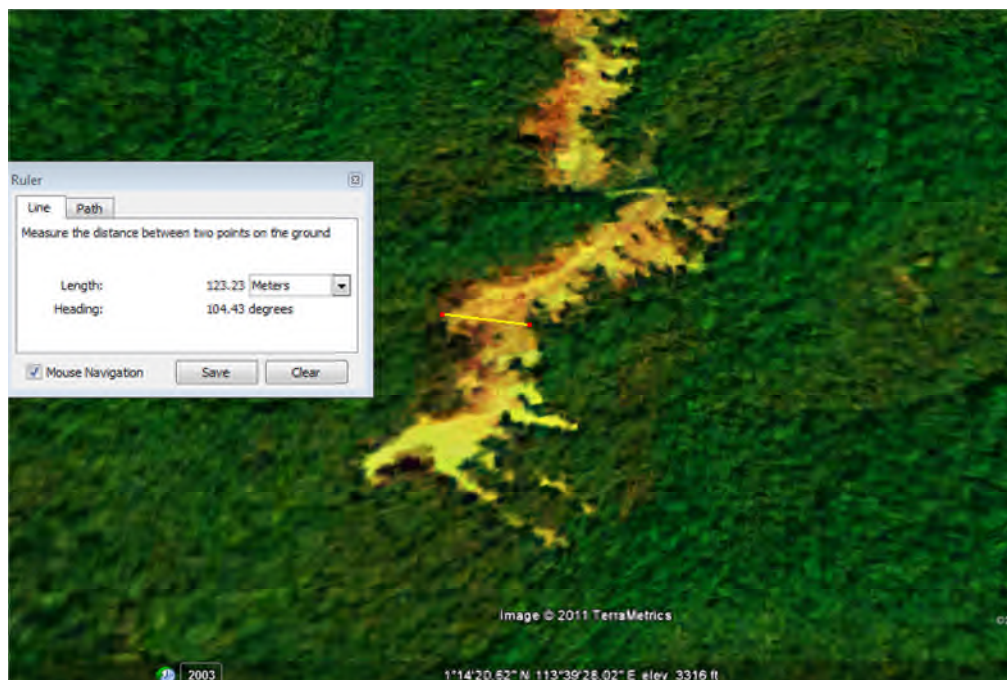 Ruler
Line Path
Measure the distance between two points on the ground
Length: 123.23 Meters
Heading: 104.43 degrees
Mouse Navigation Save Clear
Image © 2011 TerraMetrics
2003
1°14'20.62" N 113°39'28.02" E elev 3316 ft